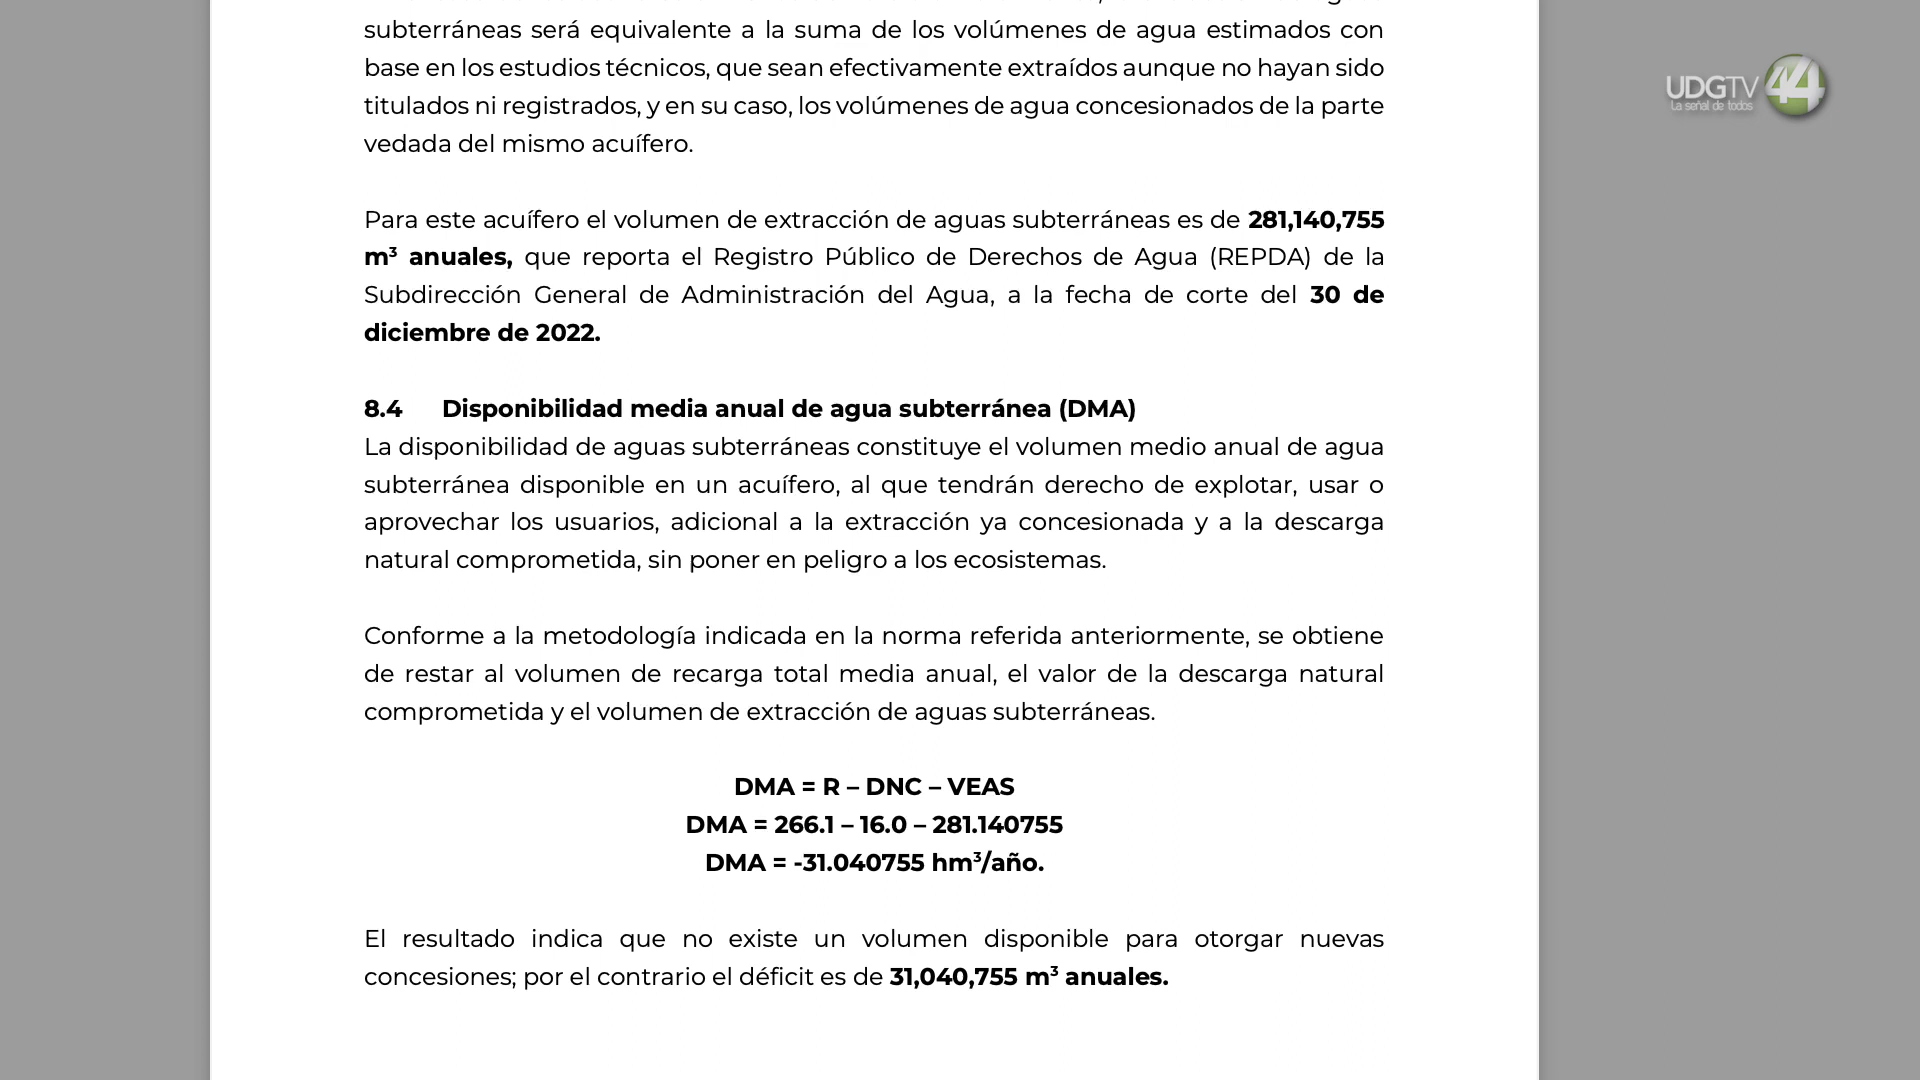 subterráneas será equivalente a la suma de los volúmenes de agua estimados con
base en los estudios técnicos, que sean efectivamente extraídos aunque no hayan sido
titulados ni registrados, y en su caso, los volúmenes de agua concesionados de la parte
vedada del mismo acuífero.
Para este acuífero el volumen de extracción de aguas subterráneas es de 281,140,755
m³ anuales, que reporta el Registro Público de Derechos de Agua (REPDA) de la
Subdirección General de Administración del Agua, a la fecha de corte del 30 de
diciembre de 2022.
8.4 Disponibilidad media anual de agua subterránea (DMA)
La disponibilidad de aguas subterráneas constituye el volumen medio anual de agua
subterránea disponible en un acuífero, al que tendrán derecho de explotar, usar o
aprovechar los usuarios, adicional a la extracción ya concesionada y a la descarga
natural comprometida, sin poner en peligro a los ecosistemas.
Conforme a la metodología indicada en la norma referida anteriormente, se obtiene
de restar al volumen de recarga total media anual, el valor de la descarga natural
comprometida y el volumen de extracción de aguas subterráneas.
DMA = R – DNC – VEAS
DMA = 266.1 – 16.0 – 281.140755
DMA = -31.040755 hm³/año.
El resultado indica que no existe un volumen disponible para otorgar nuevas
concesiones; por el contrario el déficit es de 31,040,755 m³ anuales.
UDGTV 44
La señal de todos